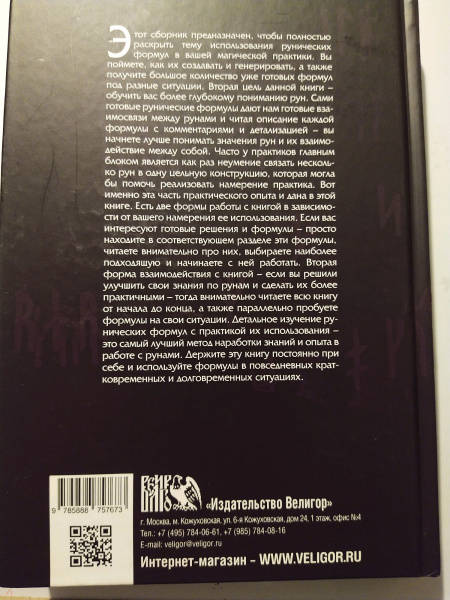 Этот сборник предназначен, чтобы полностью
раскрыть тему использования рунических
формул в вашей магической практики. Вы
поймете, как их создавать и генерировать, а также
получите большое количество уже готовых формул
под разные ситуации. Вторая цель данной книги –
обучить вас более глубокому пониманию рун. Сами
готовые рунические формулы дают нам готовые вза-
имосвязи между рунами и читая описание каждой
формулы с комментариями и детализацией – вы
начнете лучше понимать значения рун и их взаимо-
действие между собой. Часто у практиков главным
блоком является как раз неумение связать несколь-
ко рун в одну цельную конструкцию, которая могла
бы помочь реализовать намерение практика. Вот
именно эта часть практического опыта и дана в этой
книге. Есть две формы работы с книгой в зависимо-
сти от вашего намерения ее использования. Если вас
интересуют готовые решения и формулы – просто
находите в соответствующем разделе эти формулы,
читаете внимательно про них, выбираете наиболее
подходящую и начинаете с ней работать. Вторая
форма взаимодействия с книгой – если вы решили
улучшить свои знания по рунам и сделать их более
практичными – тогда внимательно читаете всю книгу
от начала до конца, а также параллельно пробуете
формулы на свои ситуации. Детальное изучение ру-
нических формул с практикой их использования –
это самый лучший метод наработки знаний и опыта в
работе с рунами. Держите эту книгу постоянно при
себе и используйте формулы в повседневных крат-
ковременных и долговременных ситуациях.
9 785888 757673
«Издательство Велигор»
г. Москва, м. Кожуховская, ул. 6-я Кожуховская, дом 24, 1 этаж, офис №4
Тел.: +7 (495) 784-06-61, +7 (985) 784-08-16
E-mail: veligor@veligor.ru
Интернет-магазин – WWW.VELIGOR.RU